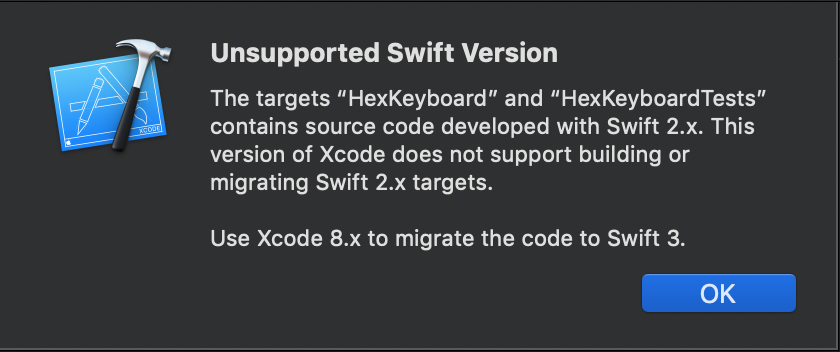 Unsupported Swift Version
The targets “HexKeyboard” and “HexKeyboardTests”
contains source code developed with Swift 2.x. This
version of Xcode does not support building or
migrating Swift 2.x targets.
Use Xcode 8.x to migrate the code to Swift 3.
XCODE
OK